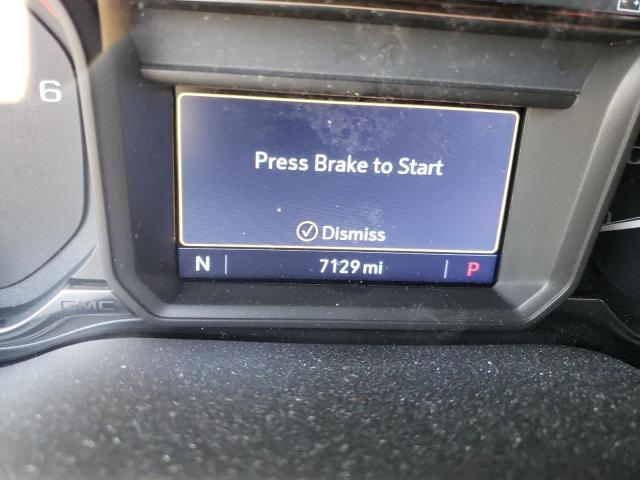 6
Press Brake to Start
Dismiss
N 7129 mi P
GMC